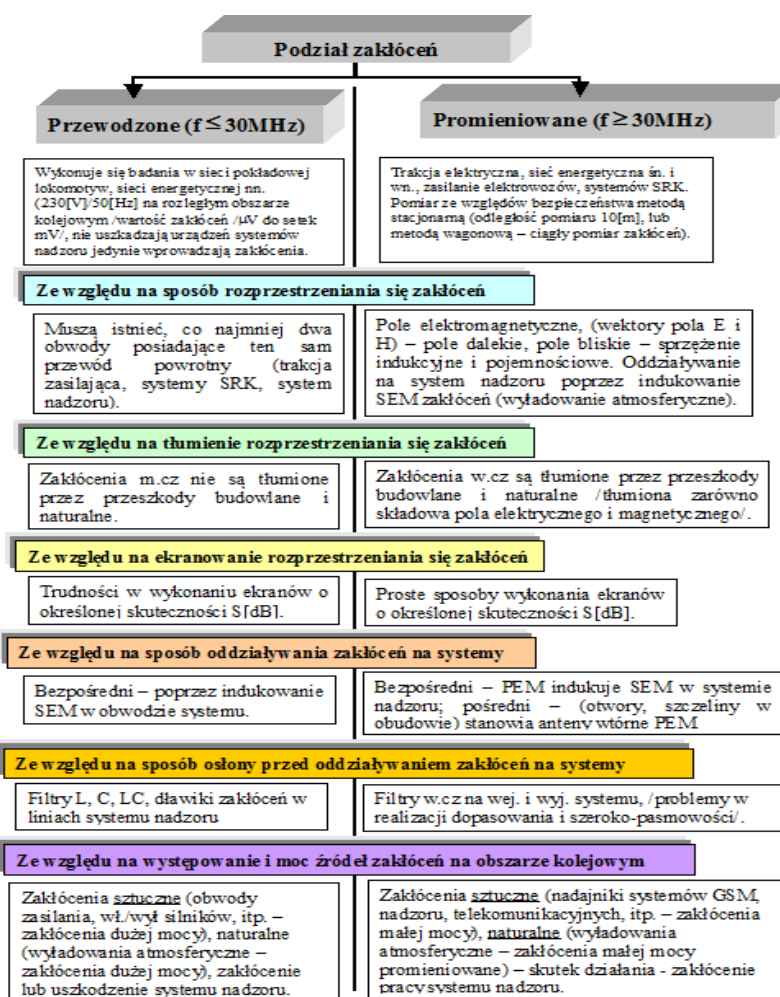 Podział zakłóceń
Przewodzone (f ≤ 30MHz)
Promieniowane (f ≥ 30MHz)
Wykonuje się badania w sieci pokładowej
lokomotyw, sieci energetycznej nn.
(230[V]/50[Hz] na rozległym obszarze
kolejowym /wartość zakłóceń /µV do setek
mV/, nie uszkadzają urządzeń systemów
nadzoru jedynie wprowadzają zakłócenia.
Trakcja elektryczna, sieć energetyczna śn. i
wn., zasilanie elektrowozów, systemów SRK.
Pomiar ze względów bezpieczeństwa metodą
stacjonarną (odległość pomiaru 10[m], lub
metodą wagonową – ciągły pomiar zakłóceń).
Ze względu na sposób rozprzestrzeniania się zakłóceń
Muszą istnieć, co najmniej dwa
obwody posiadające ten sam
przewód powrotny (trakcja
zasilająca, systemy SRK, system
nadzoru).
Pole elektromagnetyczne, (wektory pola E i
H) – pole dalekie, pole bliskie – sprzężenie
indukcyjne i pojemnościowe. Oddziaływanie
na system nadzoru poprzez indukowanie
SEM zakłóceń (wyładowanie atmosferyczne).
Ze względu na tłumienie rozprzestrzeniania się zakłóceń
Zakłócenia m.cz nie są tłumione
przez przeszkody budowlane i
naturalne.
Zakłócenia w.cz są tłumione przez przeszkody
budowlane i naturalne /tłumiona zarówno
składowa pola elektrycznego i magnetycznego/.
Ze względu na ekranowanie rozprzestrzeniania się zakłóceń
Trudności w wykonaniu ekranów o
określonej skuteczności S[dB].
Proste sposoby wykonania ekranów
o określonej skuteczności S[dB].
Ze względu na sposób oddziaływania zakłóceń na systemy
Bezpośredni – poprzez indukowanie
SEM w obwodzie systemu.
Bezpośredni – PEM indukuje SEM w systemie
nadzoru; pośredni – (otwory, szczeliny w
obudowie) stanowia anteny wtórne PEM
Ze względu na sposób osłony przed oddziaływaniem zakłóceń na systemy
Filtry L, C, LC, dławiki zakłóceń w
liniach systemu nadzoru
Filtry w.cz na wej. i wyj. systemu, /problemy w
realizacji dopasowania i szeroko-pasmowości/.
Ze względu na występowanie i moc źródeł zakłóceń na obszarze kolejowym
Zakłócenia sztuczne (obwody
zasilania, wł./wył silników, itp. –
zakłócenia dużej mocy), naturalne
(wyładowania atmosferyczne –
zakłócenia dużej mocy), zakłócenie
lub uszkodzenie systemu nadzoru.
Zakłócenia sztuczne (nadajniki systemów GSM,
nadzoru, telekomunikacyjnych, itp. – zakłócenia
małej mocy), naturalne (wyładowania
atmosferyczne – zakłócenia małej mocy
promieniowane) – skutek działania - zakłócenie
pracy systemu nadzoru.